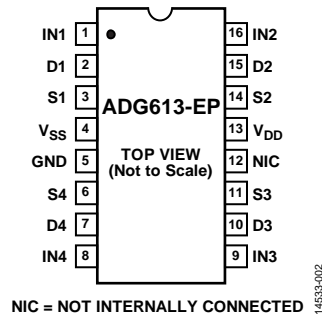 IN1 1 16 IN2
D1 2 15 D2
S1 3 ADG613-EP 14 S2
VSS 4 13 VDD
GND 5 TOP VIEW 12 NIC
S4 6 (Not to Scale) 11 S3
D4 7 10 D3
IN4 8 9 IN3
NIC = NOT INTERNALLY CONNECTED
14533-002